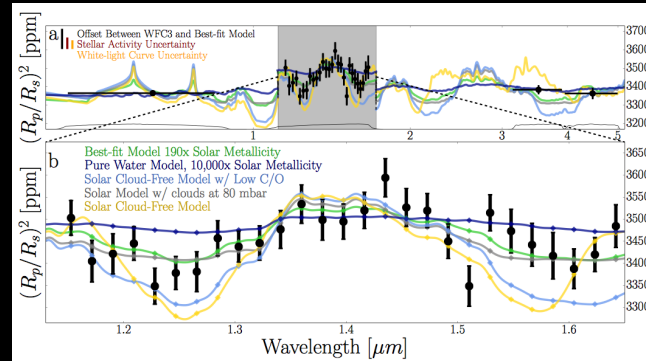 a
Offset Between WFC3 and Best-fit Model
Stellar Activity Uncertainty
White-light Curve Uncertainty
(Rp/Rs)² [ppm]
3700
3600
3500
3400
3300
3200
1 2 3 4 5
b
Best-fit Model 190x Solar Metallicity
Pure Water Model, 10,000x Solar Metallicity
Solar Cloud-Free Model w/ Low C/O
Solar Model w/ clouds at 80 mbar
Solar Cloud-Free Model
(Rp/Rs)² [ppm]
3650
3600
3550
3500
3450
3400
3350
3300
1.2 1.3 1.4 1.5 1.6
Wavelength [μm]